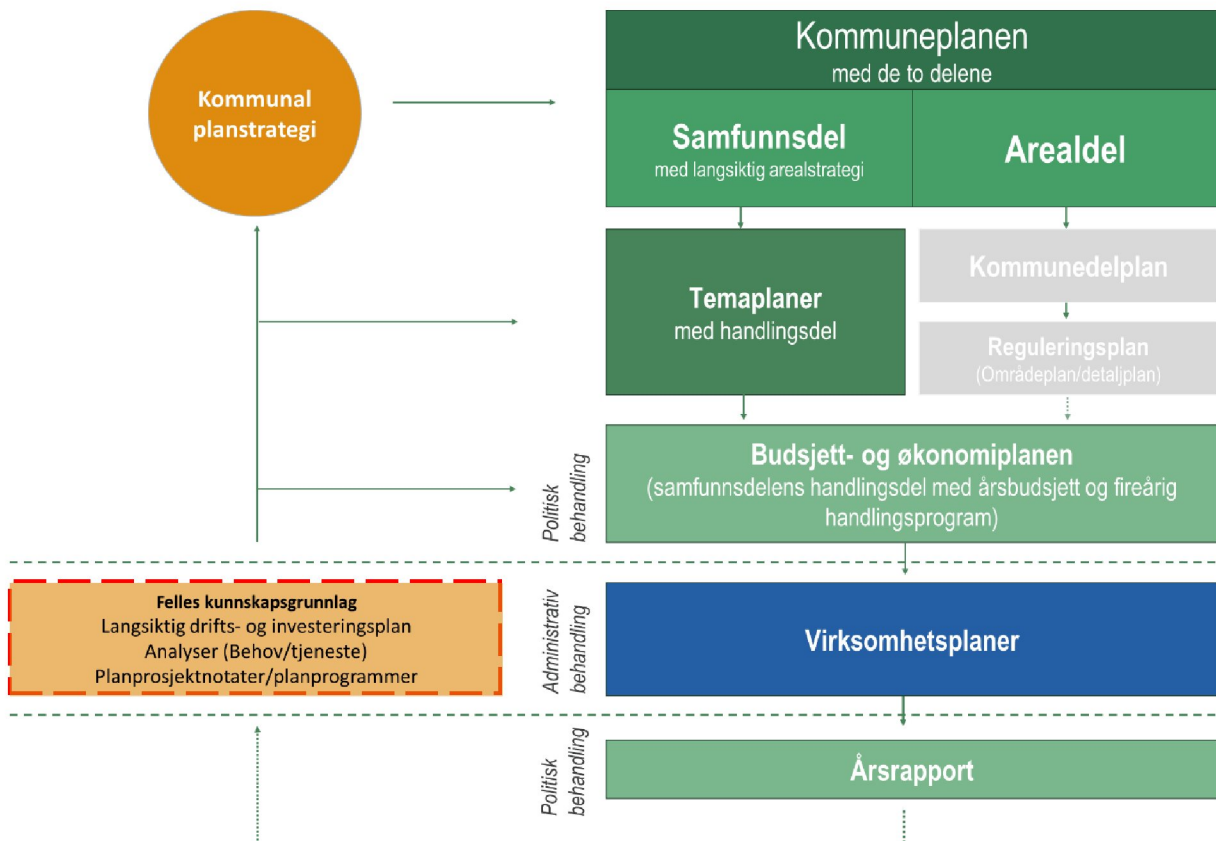 Kommunal
planstrategi
Kommuneplanen
med de to delene
Samfunnsdel
med langsiktig arealstrategi
Arealdel
Temaplaner
med handlingsdel
Kommunedelplan
Reguleringsplan
(Områdeplan/detaljplan)
Politisk
behandling
Budsjett- og økonomiplanen
(samfunnsdelens handlingsdel med årsbudsjett og fireårig
handlingsprogram)
Felles kunnskapsgrunnlag
Langsiktig drifts- og investeringsplan
Analyser (Behov/tjeneste)
Planprosjektnotater/planprogrammer
Administrativ
behandling
Virksomhetsplaner
Politisk
behandling
Årsrapport